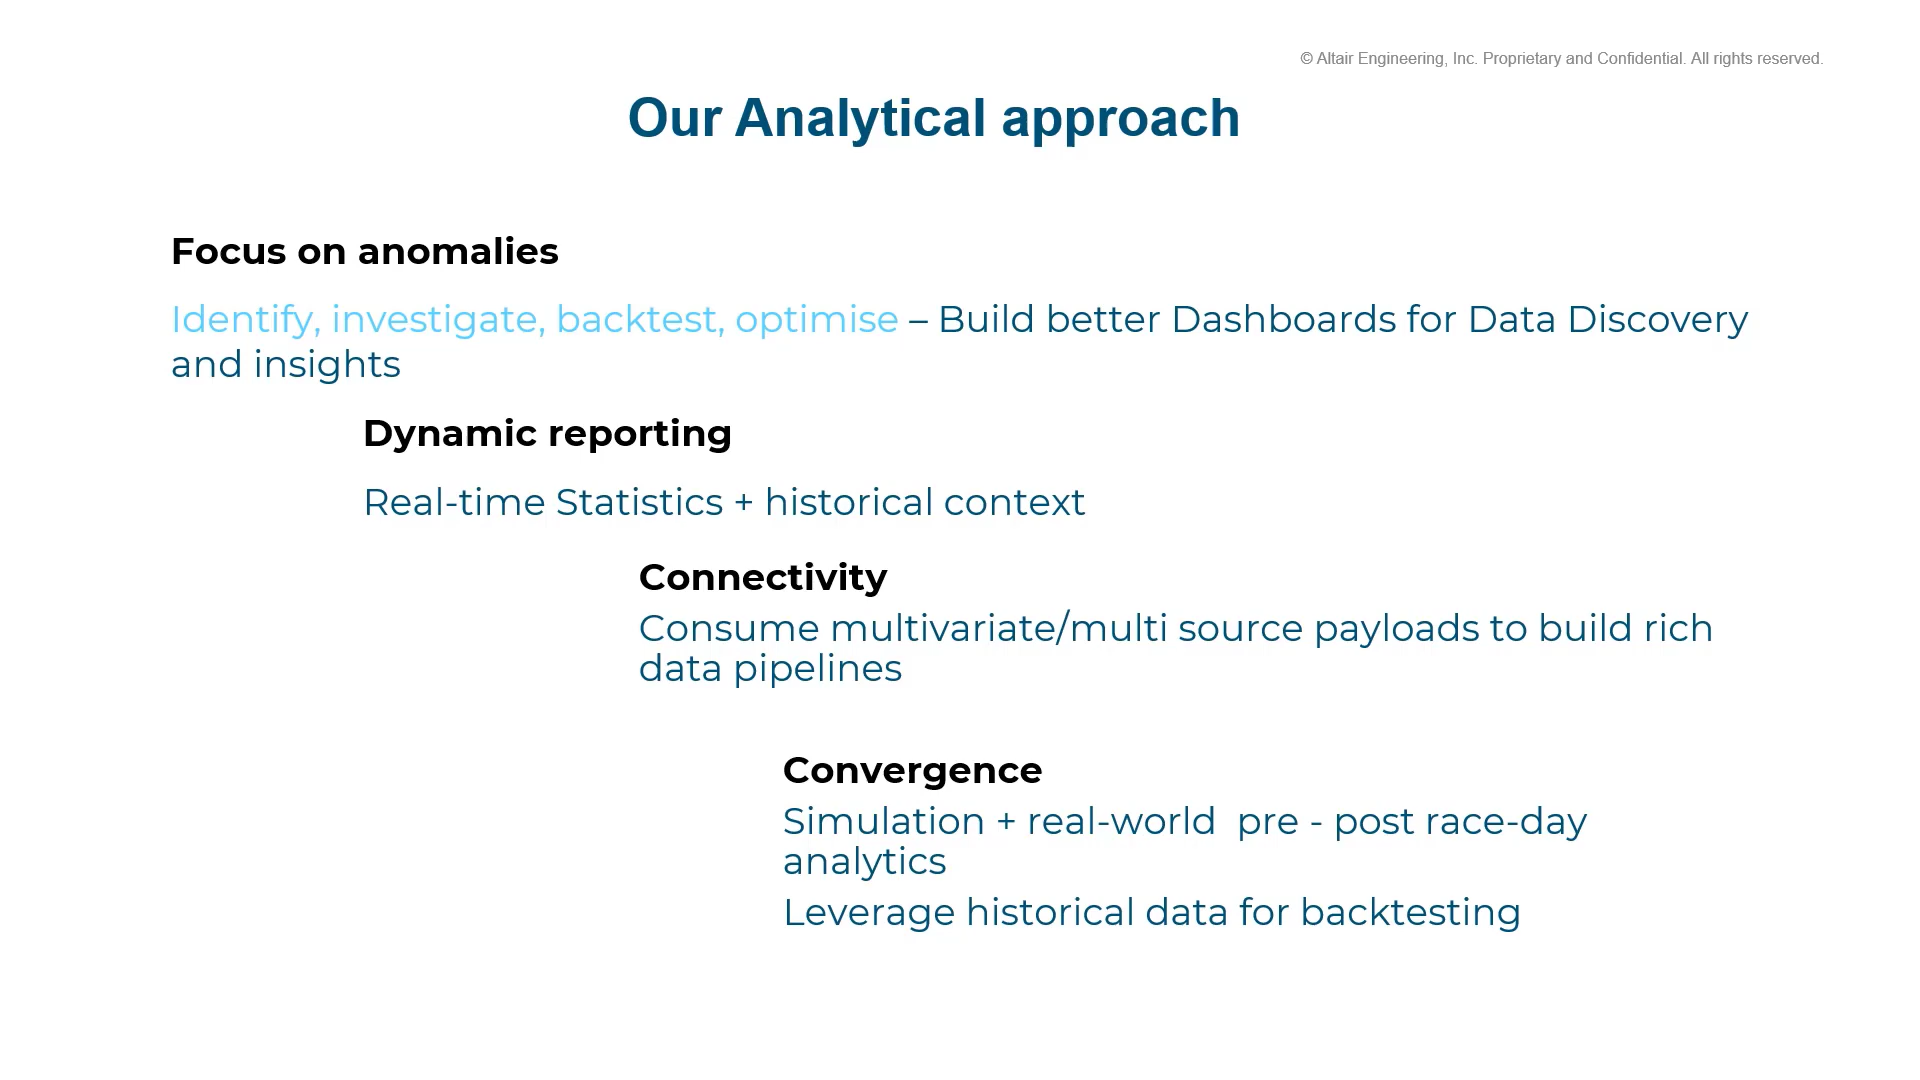 © Altair Engineering, Inc. Proprietary and Confidential. All rights reserved.
Our Analytical approach
Focus on anomalies
Identify, investigate, backtest, optimise – Build better Dashboards for Data Discovery
and insights
Dynamic reporting
Real-time Statistics + historical context
Connectivity
Consume multivariate/multi source payloads to build rich
data pipelines
Convergence
Simulation + real-world  pre - post race-day
analytics
Leverage historical data for backtesting